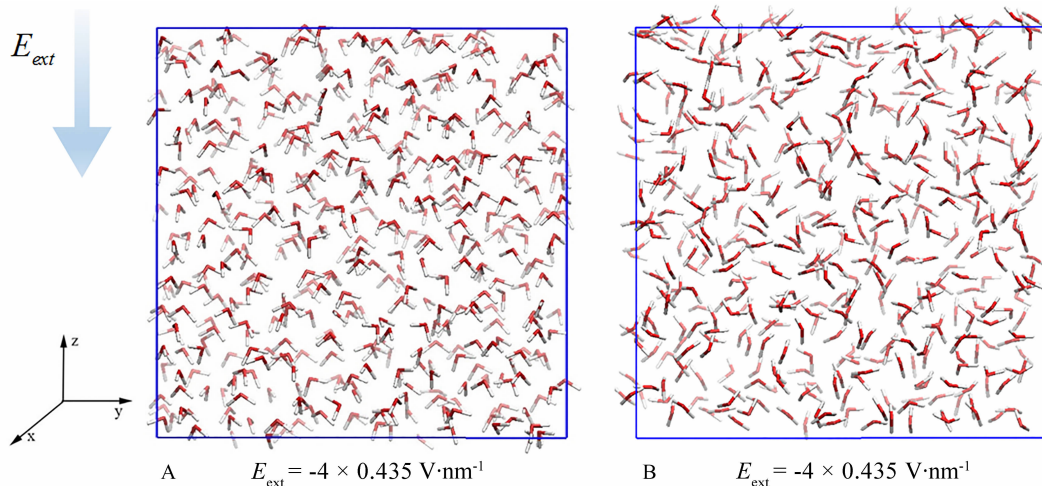 E_ext
z
y
x
A E_ext = -4 × 0.435 V·nm⁻¹
B E_ext = -4 × 0.435 V·nm⁻¹